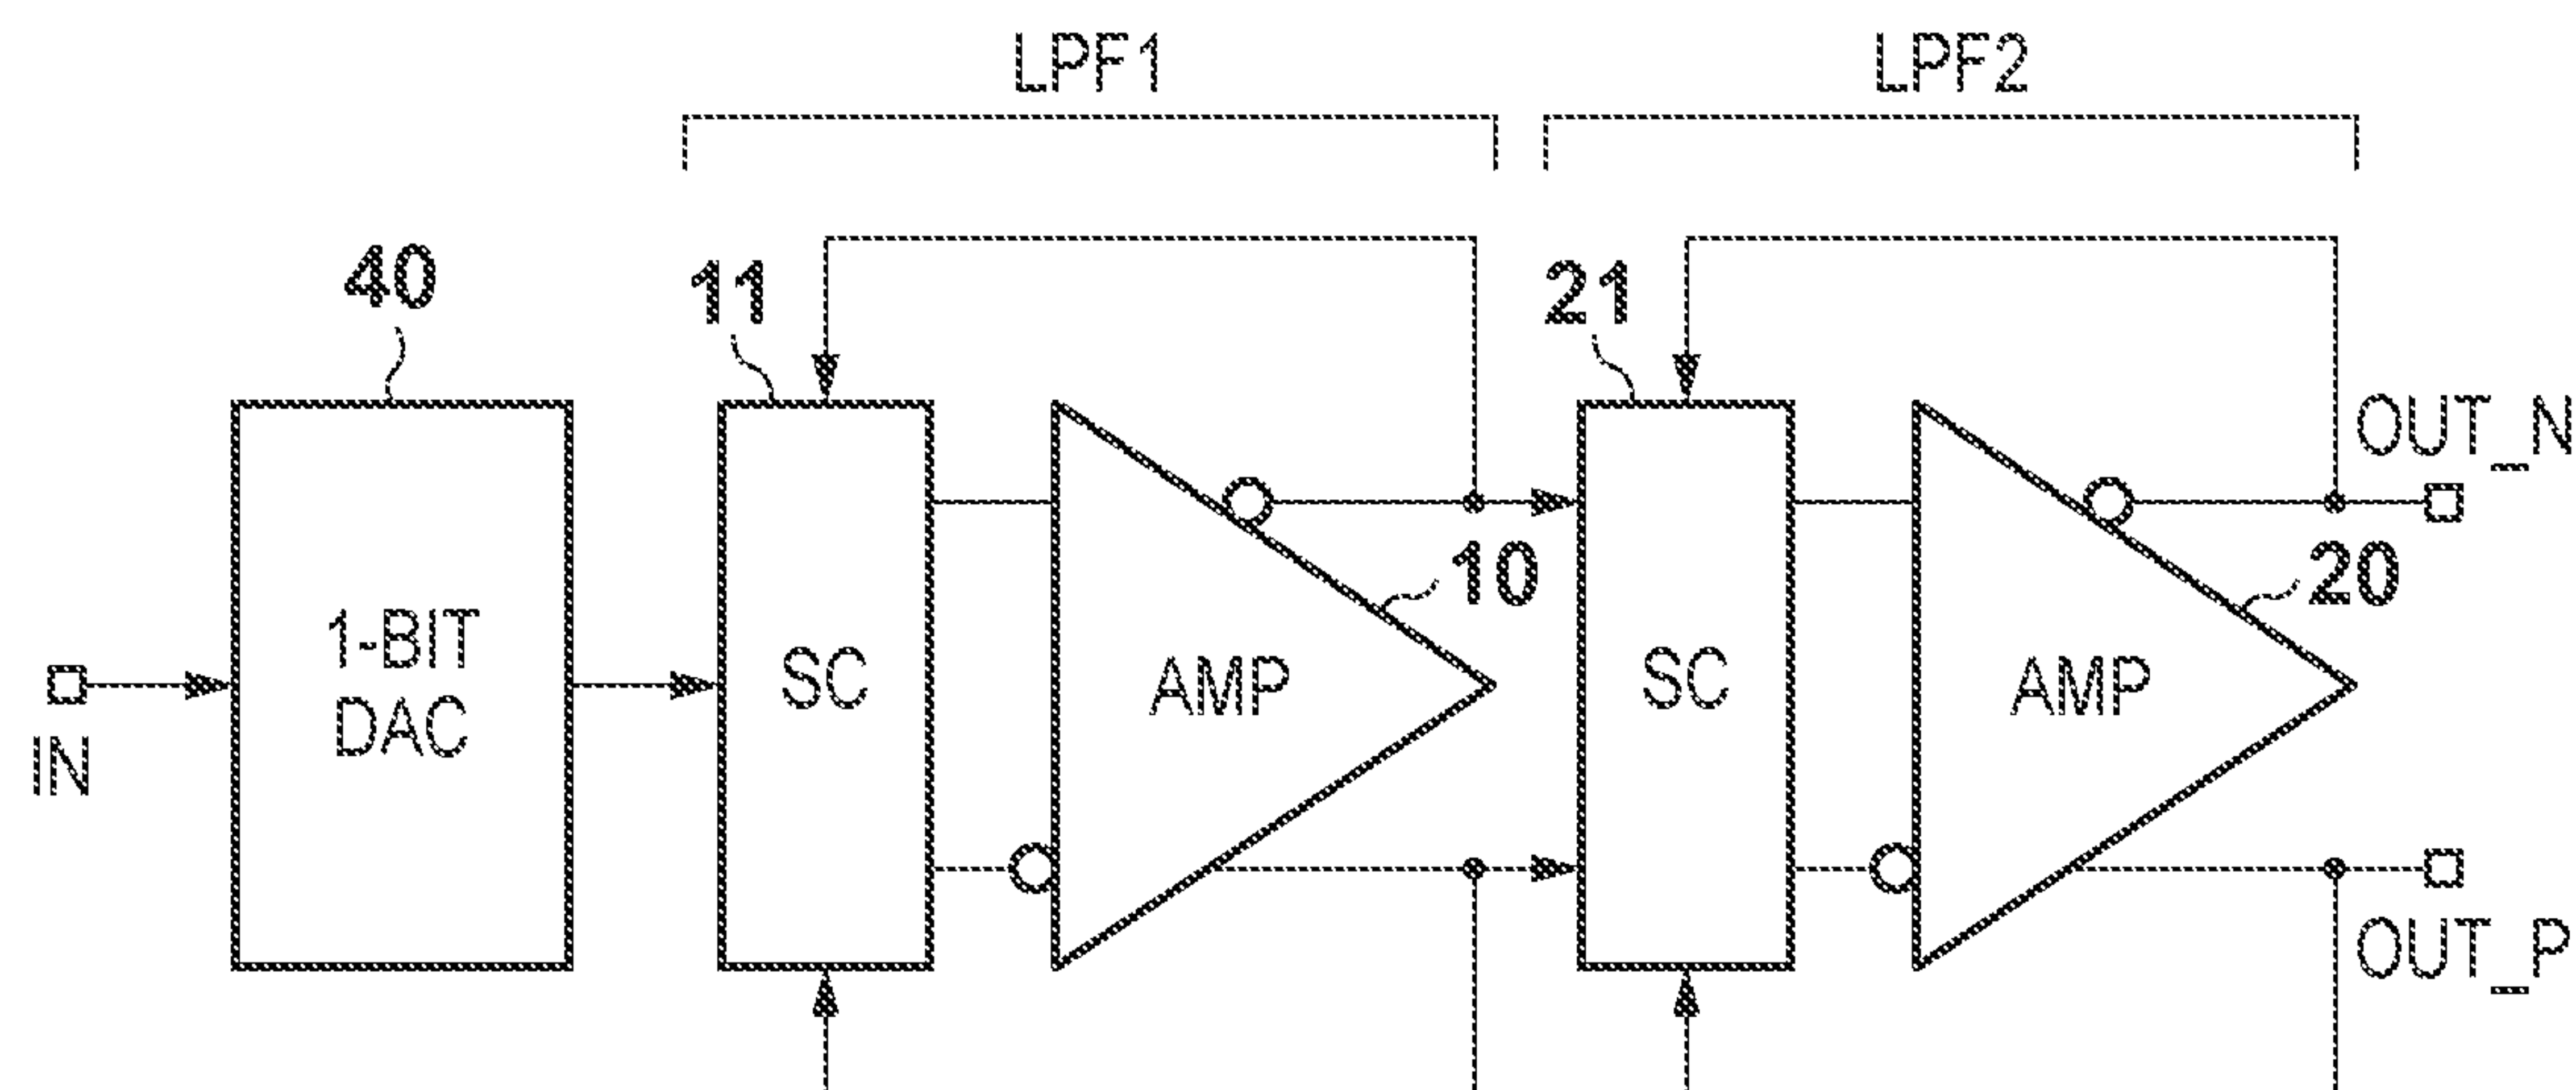 LPF1
LPF2
40
11
21
OUT_N
10
20
1-BIT
DAC
SC
AMP
SC
AMP
IN
OUT_P